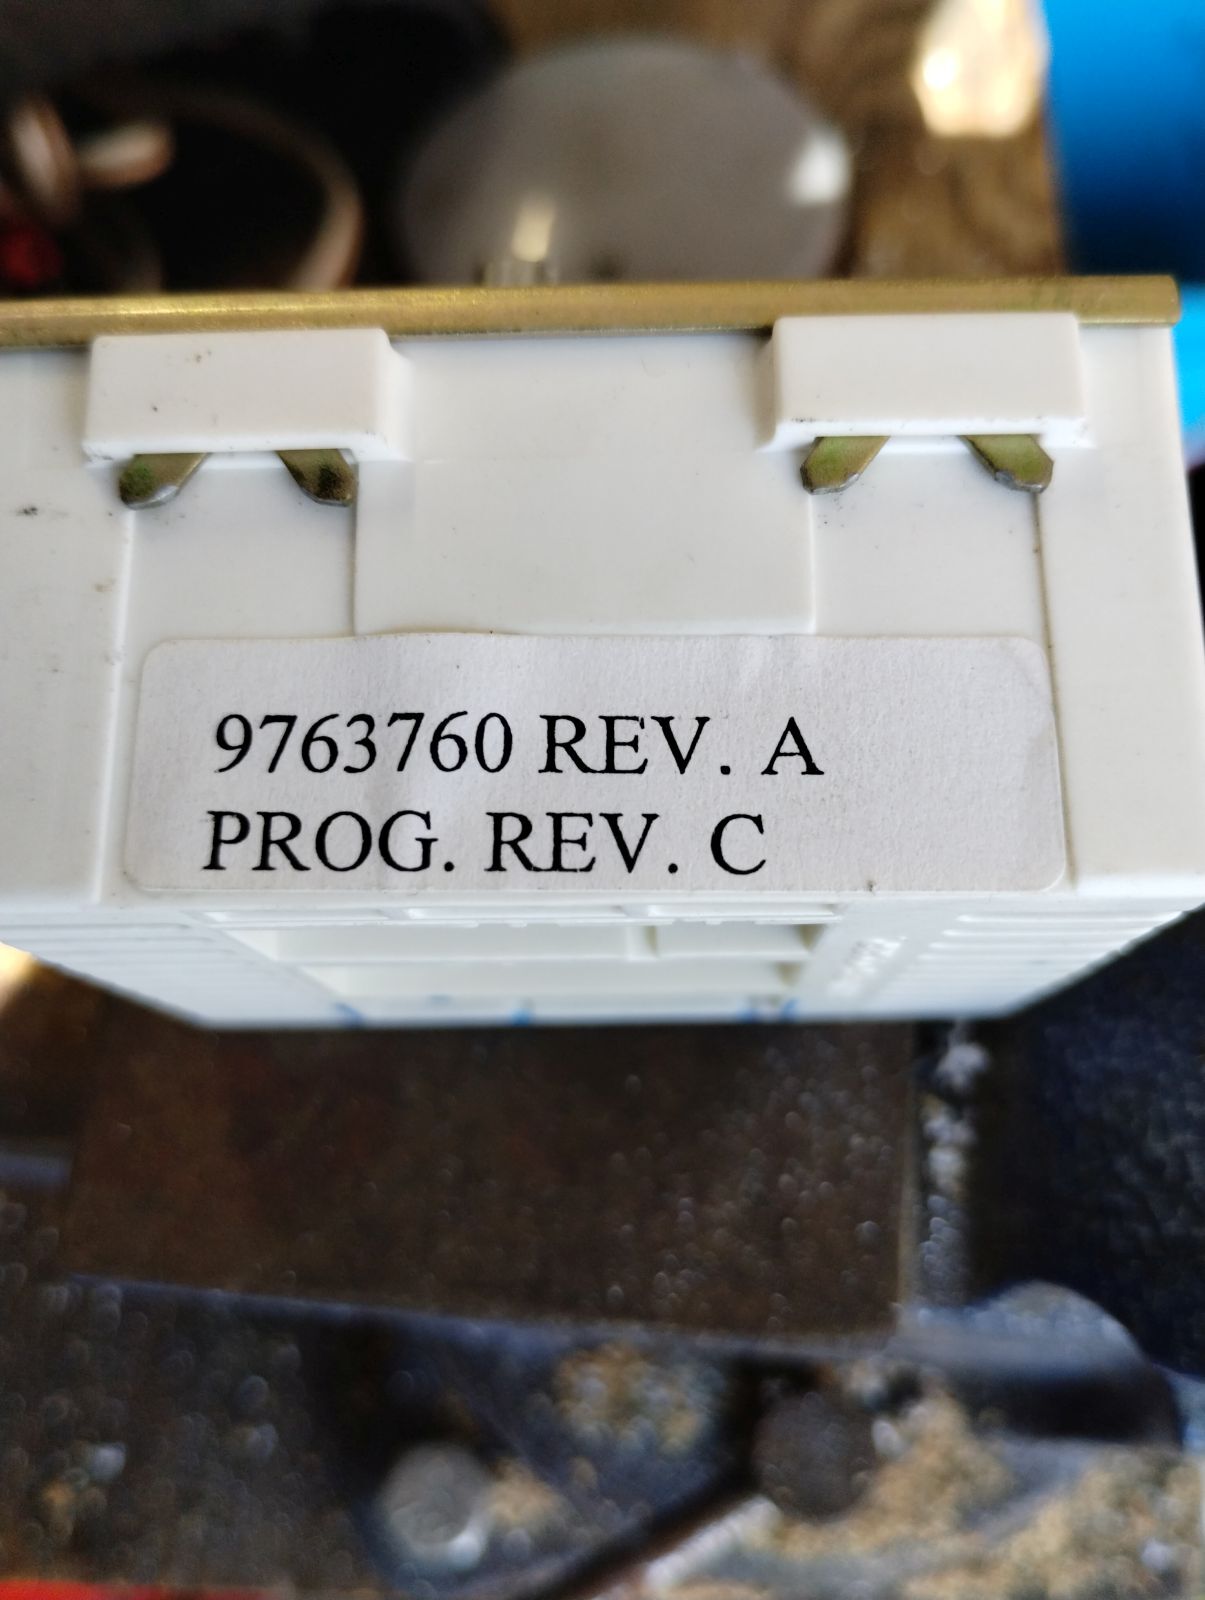 9763760 REV. A
PROG. REV. C